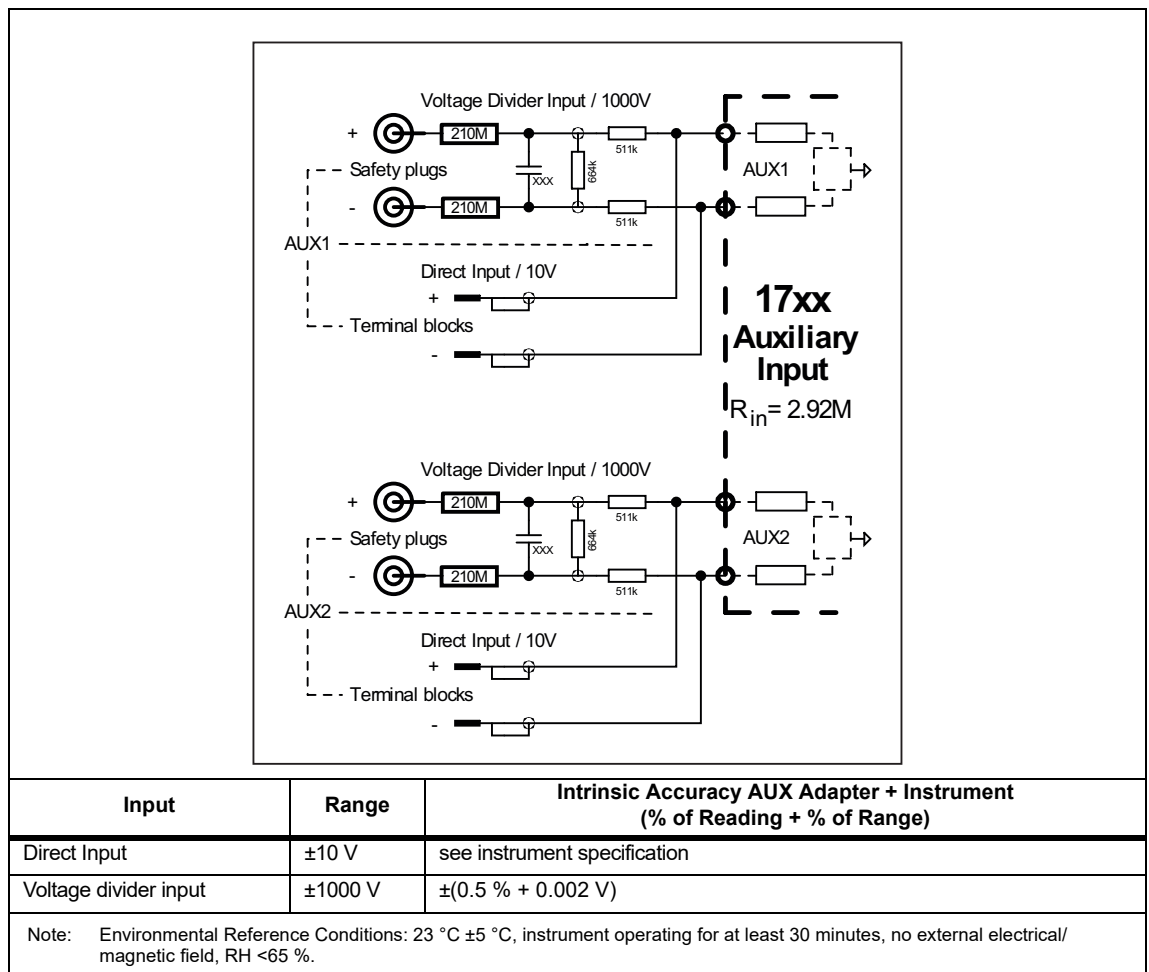 Voltage Divider Input / 1000V
+ 210M 511k
Safety plugs XXX 664k AUX1
- 210M 511k
AUX1
Direct Input / 10V
+
Terminal blocks
-
17xx
Auxiliary
Input
Rin= 2.92M
Voltage Divider Input / 1000V
+ 210M 511k
Safety plugs XXX 664k AUX2
- 210M 511k
AUX2
Direct Input / 10V
+
Terminal blocks
-
Input Range Intrinsic Accuracy AUX Adapter + Instrument
(% of Reading + % of Range)
Direct Input ±10 V see instrument specification
Voltage divider input ±1000 V ±(0.5 % + 0.002 V)
Note: Environmental Reference Conditions: 23 °C ±5 °C, instrument operating for at least 30 minutes, no external electrical/
magnetic field, RH <65 %.